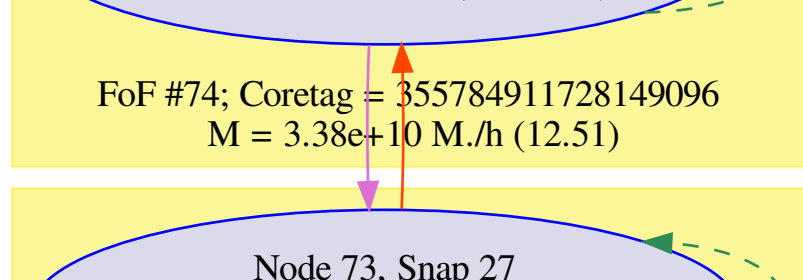 FoF #74; Coretag = 355784911728149096
M = 3.38e+10 M./h (12.51)
Node 73, Snap 27